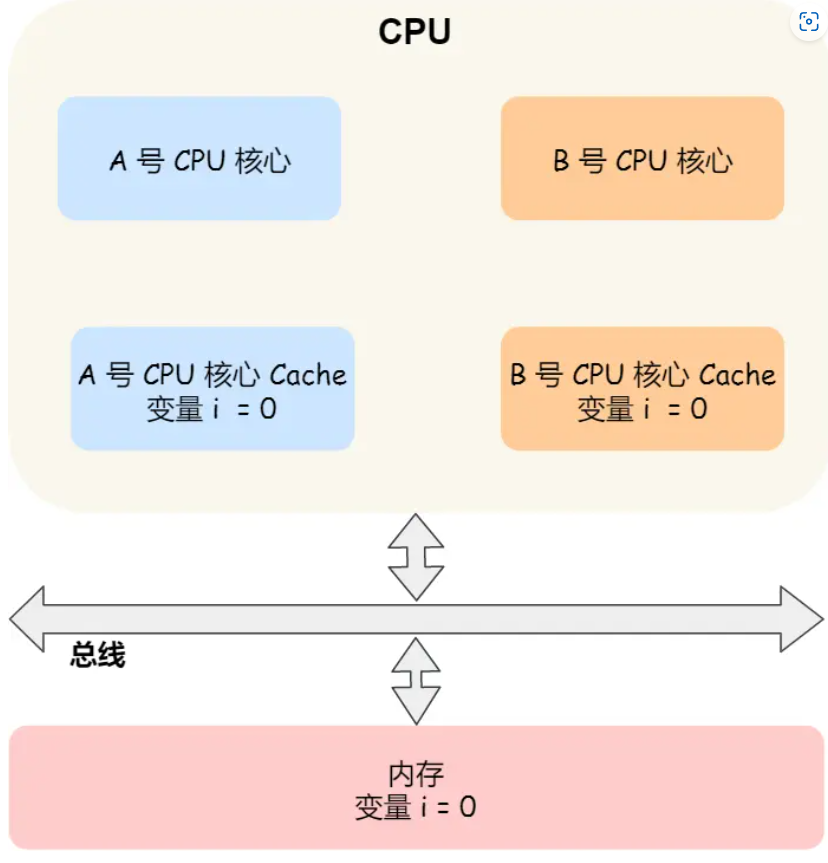 CPU
A 号 CPU 核心
B 号 CPU 核心
A 号 CPU 核心 Cache
变量 i = 0
B 号 CPU 核心 Cache
变量 i = 0
总线
内存
变量 i = 0